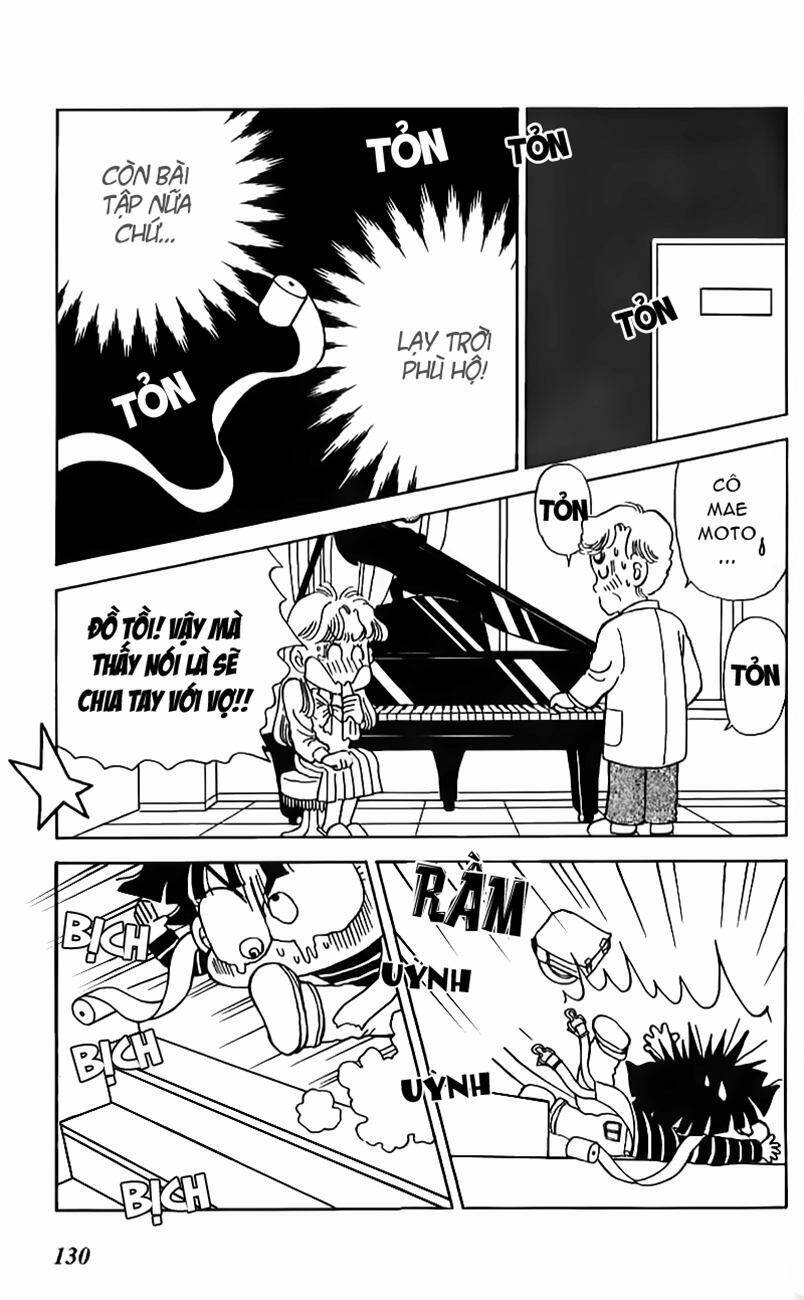 TỎN
TỎN
CÒN BÀI
TẬP NỮA
CHỨ...
TỎN
LẠY TRỜI
PHÙ HỘ!
TỎN
CÔ
MAE
MOTO
...
TỎN
TỎN
ĐỒ TỒI! VẬY MÀ
THẤY NÓI LÀ SẼ
CHIA TAY VỚI VỢ!!
BỊCH
BỊCH
BỊCH
RẦM
UỲNH
UỲNH
130